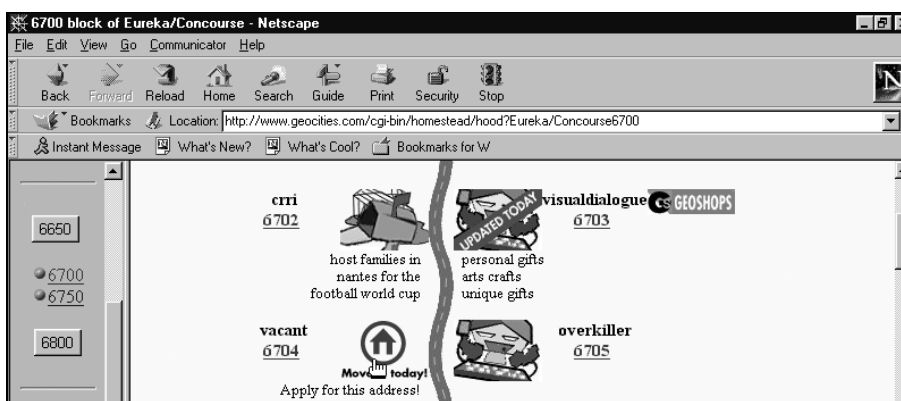 6700 block of Eureka/Concourse - Netscape
File Edit View Go Communicator Help
Back Forward Reload Home Search Guide Print Security Stop
N
Bookmarks Location: http://www.geocities.com/cgi-bin/homestead/hood?Eureka/Concourse6700
Instant Message What's New? What's Cool? Bookmarks for W
6650
6700
6750
6800
crri
6702
host families in
nantes for the
football world cup
UPDATED TODAY
visualdialogue
GS GEOSHOPS
6703
personal gifts
arts crafts
unique gifts
vacant
6704
today!
Apply for this address!
overkiller
6705